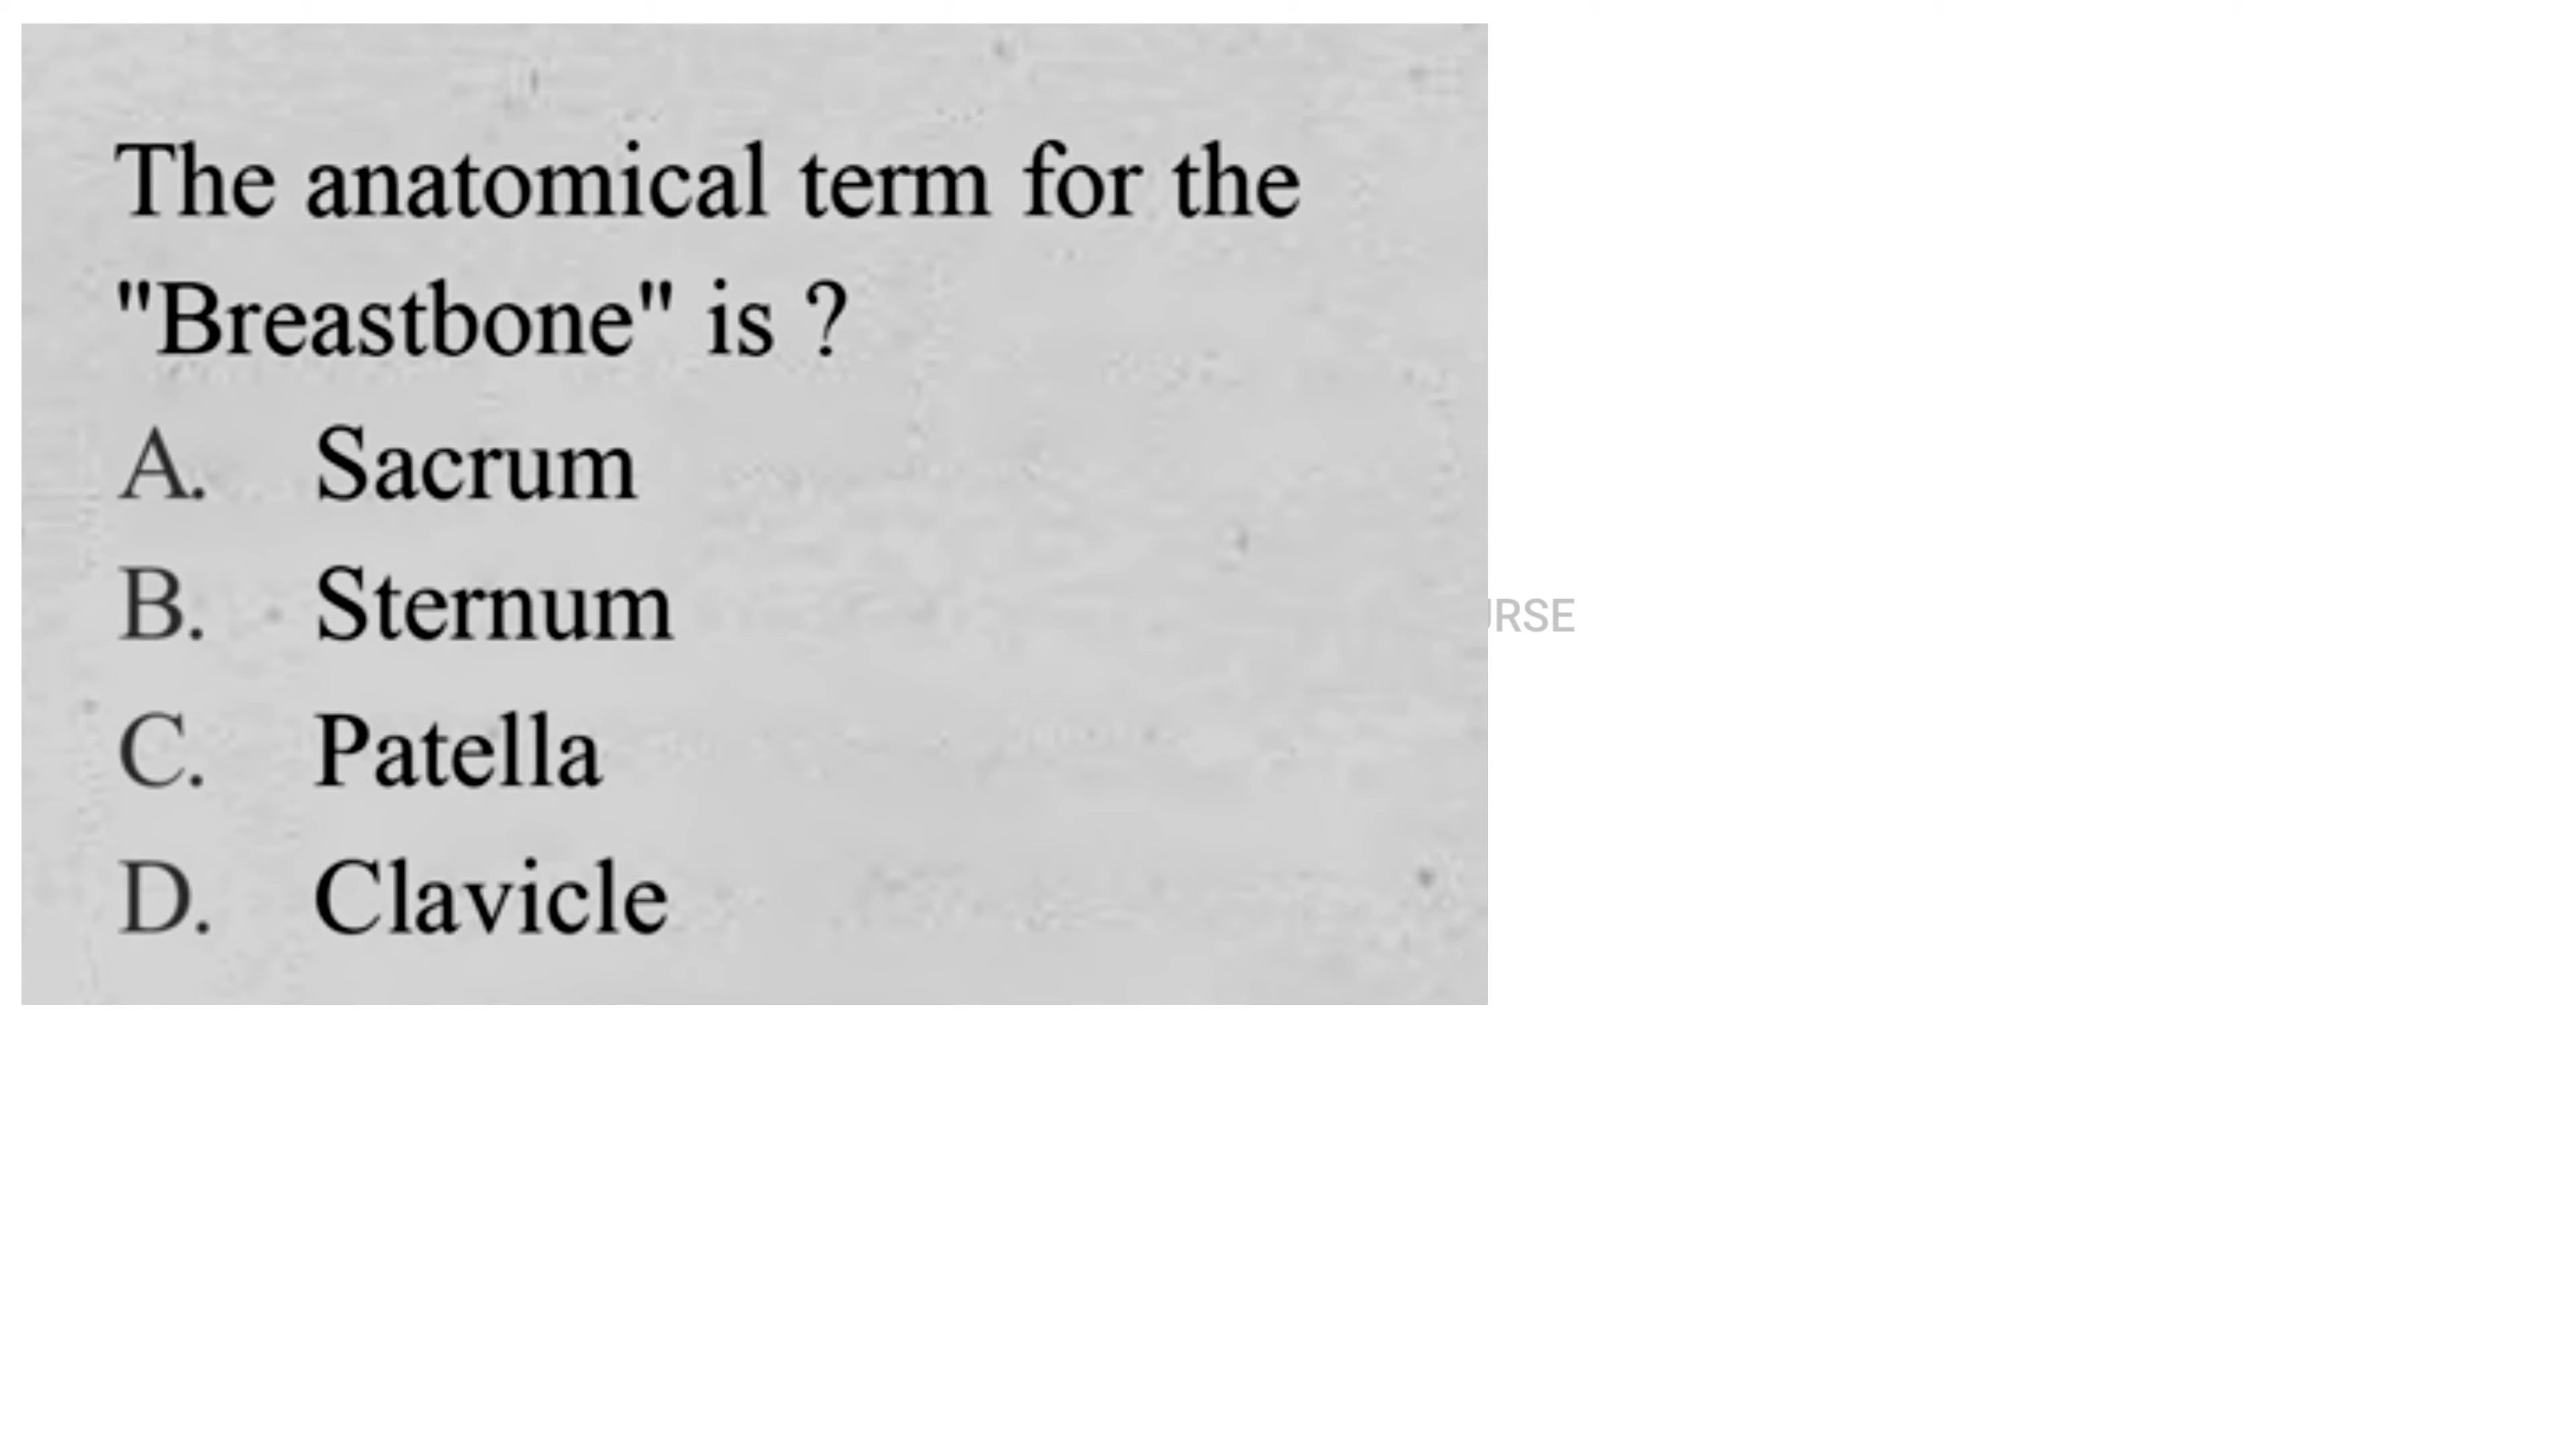 The anatomical term for the
"Breastbone" is ?
A. Sacrum
B. Sternum
C. Patella
D. Clavicle